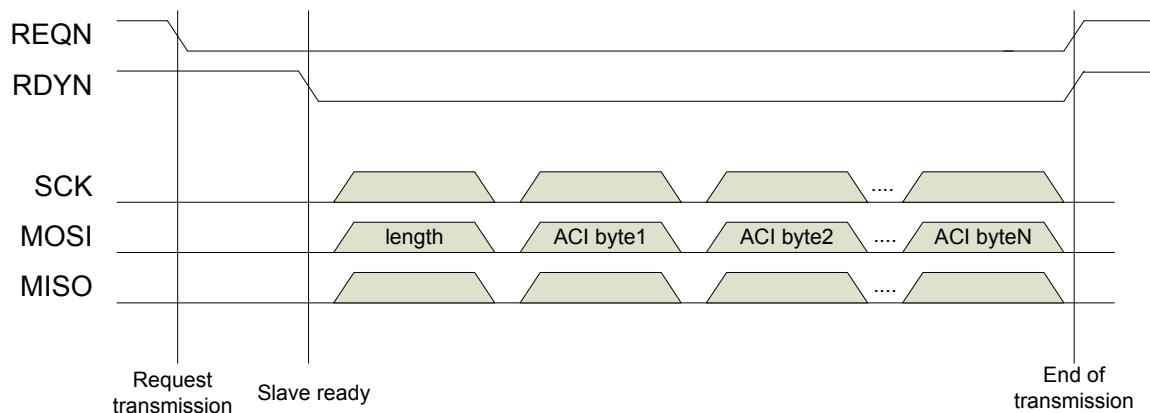 REQN
RDYN
SCK
....
MOSI
length
ACI byte1
ACI byte2
....
ACI byteN
MISO
....
Request
transmission
Slave ready
End of
transmission